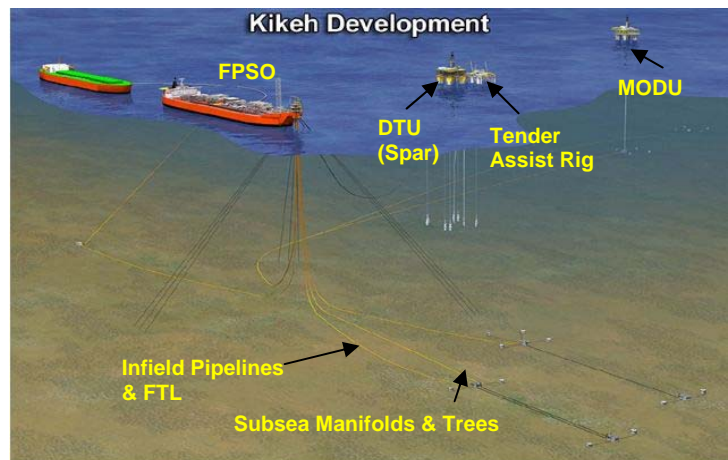 Kikeh Development
FPSO
MODU
DTU
(Spar)
Tender
Assist Rig
Infield Pipelines
& FTL
Subsea Manifolds & Trees